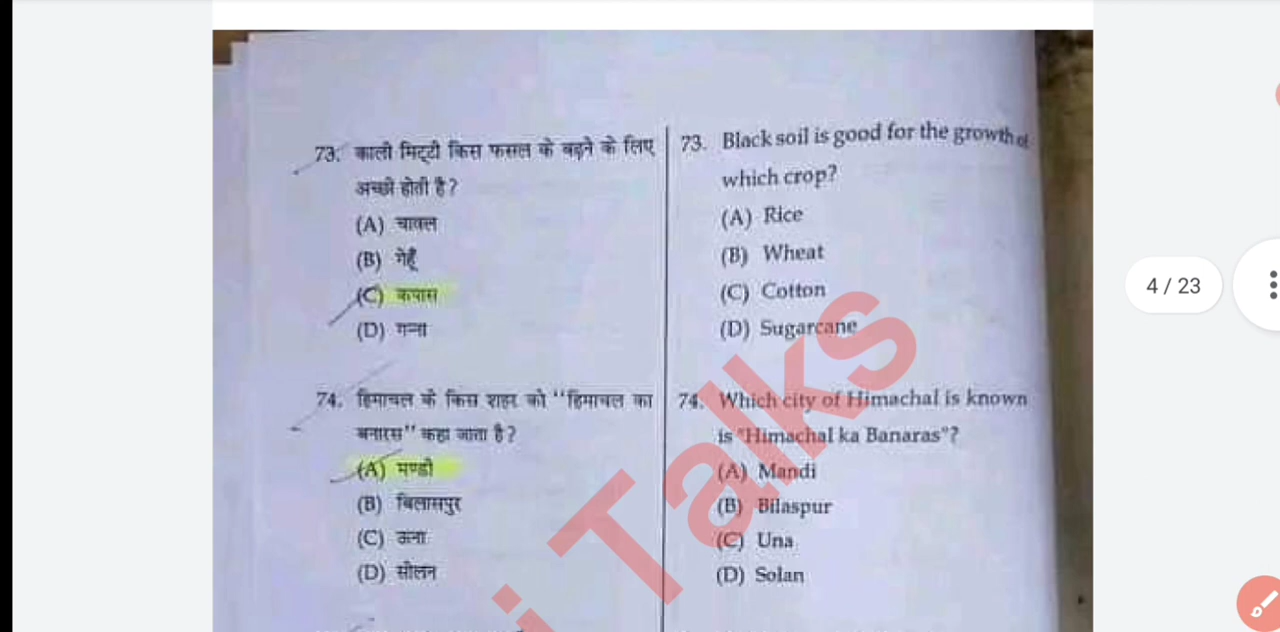 73. काली मिट्टी किस फसल के बढ़ने के लिए
अच्छी होती है?
(A) चावल
(B) गेहूँ
(C) कपास
(D) गन्ना
74. हिमाचल के किस शहर को "हिमाचल का
बनारस" कहा जाता है?
(A) मण्डी
(B) बिलासपुर
(C) ऊना
(D) सोलन
73. Black soil is good for the growth of
which crop?
(A) Rice
(B) Wheat
(C) Cotton
(D) Sugarcane
74. Which city of Himachal is known
is "Himachal ka Banaras"?
(A) Mandi
(B) Bilaspur
(C) Una
(D) Solan
Talks
4 / 23